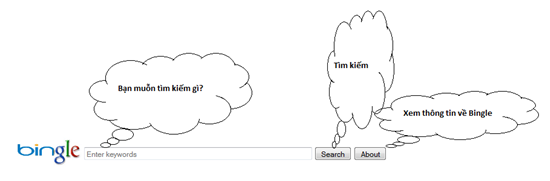 Tìm kiếm
Bạn muốn tìm kiếm gì?
Xem thông tin về Bingle
bingle Enter keywords Search About